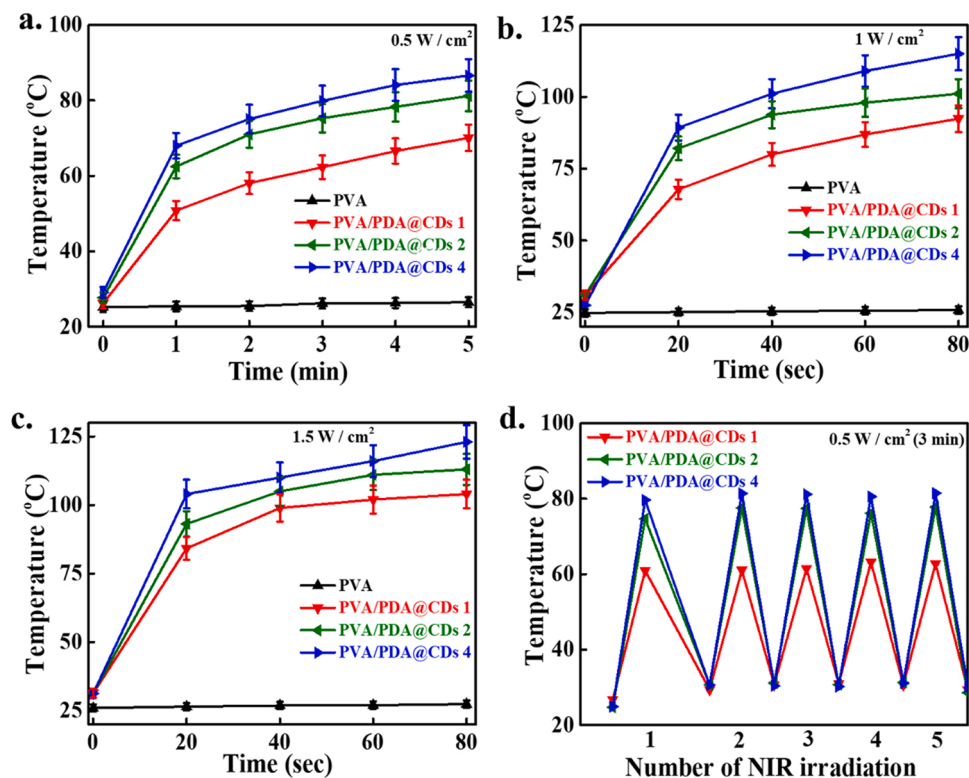 a.
0.5 W / cm²
100
80
60
40
20
Temperature (ºC)
PVA
PVA/PDA@CDs 1
PVA/PDA@CDs 2
PVA/PDA@CDs 4
0 1 2 3 4 5
Time (min)
b.
1 W / cm²
125
100
75
50
25
Temperature (ºC)
PVA
PVA/PDA@CDs 1
PVA/PDA@CDs 2
PVA/PDA@CDs 4
0 20 40 60 80
Time (sec)
c.
1.5 W / cm²
125
100
75
50
25
Temperature (ºC)
PVA
PVA/PDA@CDs 1
PVA/PDA@CDs 2
PVA/PDA@CDs 4
0 20 40 60 80
Time (sec)
d.
PVA/PDA@CDs 1
PVA/PDA@CDs 2
PVA/PDA@CDs 4
0.5 W / cm² (3 min)
100
80
60
40
20
Temperature (ºC)
1 2 3 4 5
Number of NIR irradiation